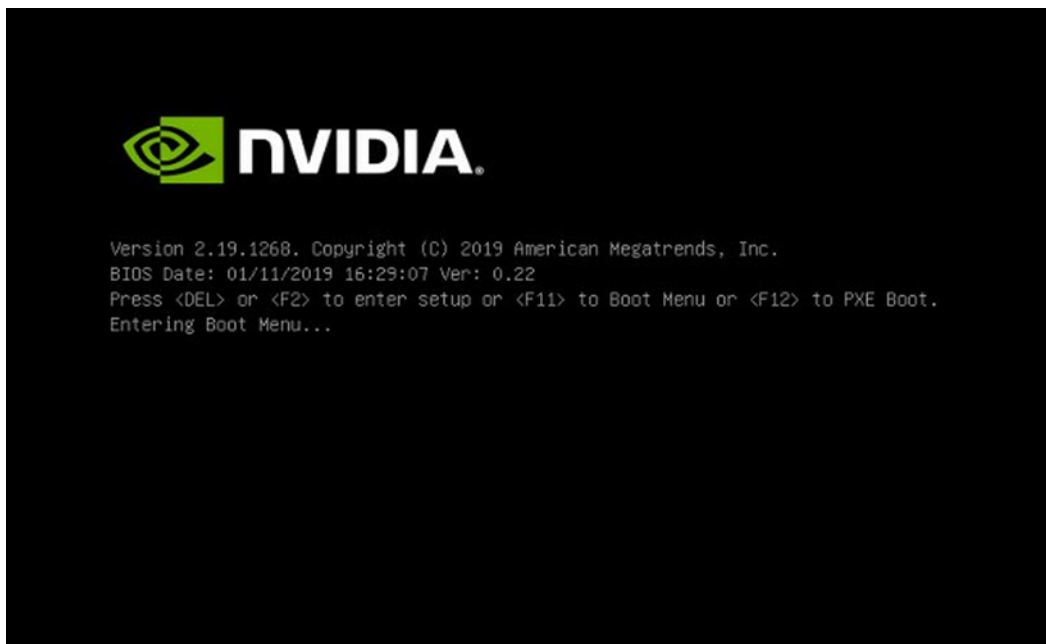 NVIDIA.
Version 2.19.1268. Copyright (C) 2019 American Megatrends, Inc.
BIOS Date: 01/11/2019 16:29:07 Ver: 0.22
Press <DEL> or <F2> to enter setup or <F11> to Boot Menu or <F12> to PXE Boot.
Entering Boot Menu...